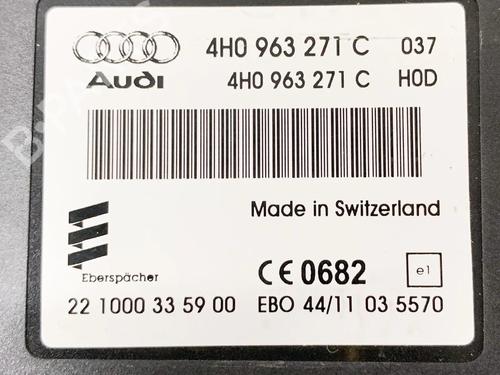 4H0 963 271 C 037
Audi 4H0 963 271 C H0D
Made in Switzerland
Eberspächer CE 0682 e1
22 1000 33 59 00 EBO 44/11 03 5570